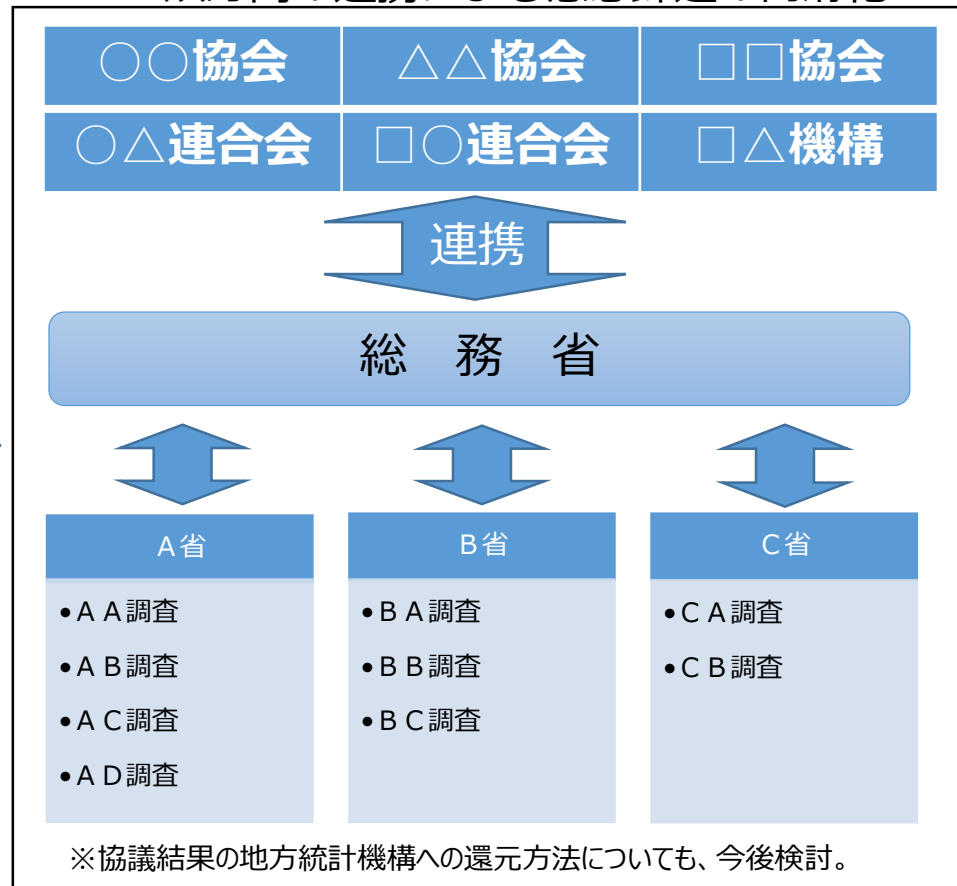 ○○協会 △△協会 □□協会
○△連合会 □○連合会 □△機構
連携
総 務 省
A省
•AA調査
•AB調査
•AC調査
•AD調査
B省
•BA調査
•BB調査
•BC調査
C省
•CA調査
•CB調査
※協議結果の地方統計機構への還元方法についても、今後検討。